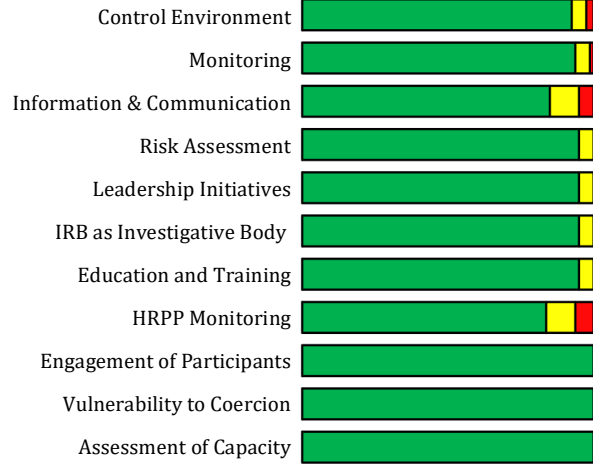 Control Environment
Monitoring
Information & Communication
Risk Assessment
Leadership Initiatives
IRB as Investigative Body
Education and Training
HRPP Monitoring
Engagement of Participants
Vulnerability to Coercion
Assessment of Capacity